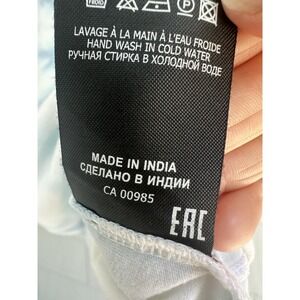 FROID
LAVAGE À LA MAIN À L'EAU FROIDE
HAND WASH IN COLD WATER
РУЧНАЯ СТИРКА В ХОЛОДНОЙ ВОДЕ
MADE IN INDIA
СДЕЛАНО В ИНДИИ
CA 00985
EAC